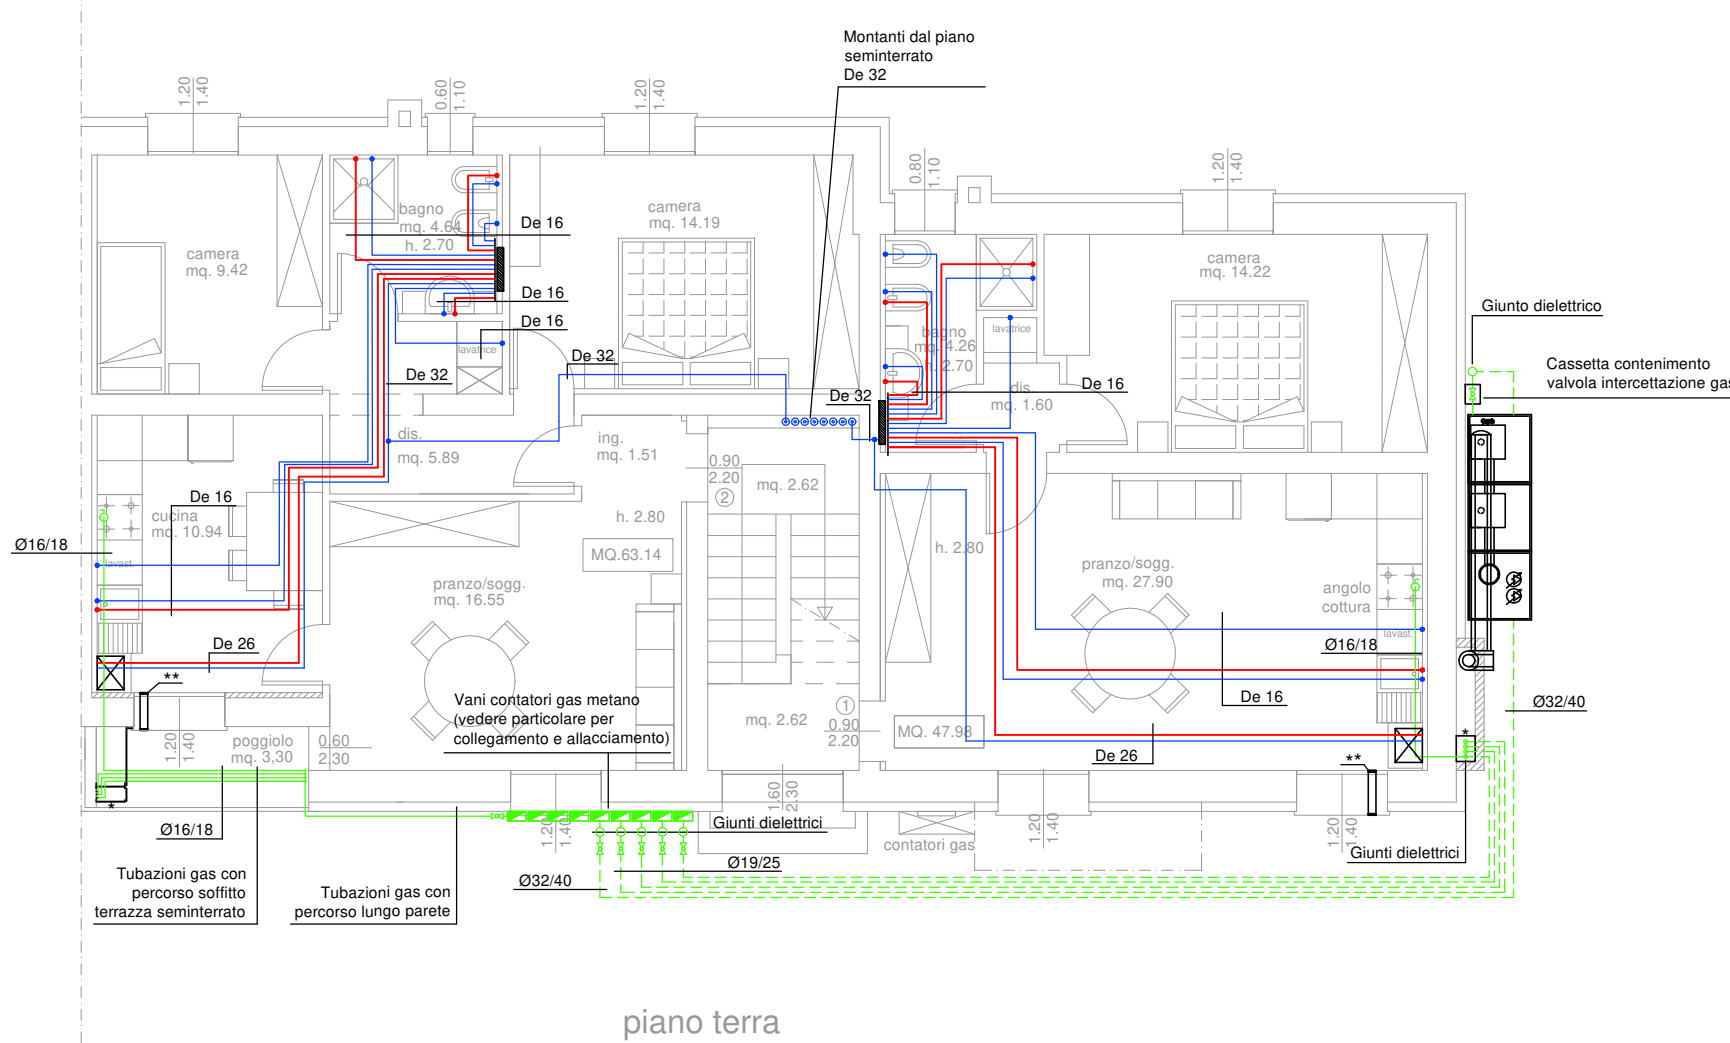 Montanti dal piano
seminterrato
De 32
1.20
1.40
0.60
1.10
1.20
1.40
0.80
1.10
1.20
1.40
bagno
mq. 4.64
h. 2.70
De 16
camera
mq. 14.19
camera
mq. 9.42
camera
mq. 14.22
De 16
De 16
lavatrice
De 32
De 32
bagno
mq. 4.26
h. 2.70
lavatrice
dis.
mq. 1.60
De 16
De 32
Giunto dielettrico
Cassetta contenimento
valvola intercettazione gas
dis.
mq. 5.89
ing.
mq. 1.51
0.90
2.20
2
mq. 2.62
h. 2.80
MQ.63.14
De 16
cucina
mq. 10.94
Ø16/18
lavast.
pranzo/sogg.
mq. 16.55
h. 2.80
pranzo/sogg.
mq. 27.90
angolo
cottura
lavast.
Ø16/18
De 26
**
Vani contatori gas metano
(vedere particolare per
collegamento e allacciamento)
mq. 2.62
1
0.90
2.20
MQ. 47.98
De 16
De 26
Ø32/40
**
*
poggiolo
mq. 3,30
0.60
2.30
1.20
1.40
*
Ø16/18
1.20
1.40
1.60
2.30
Giunti dielettrici
contatori gas
1.20
1.40
1.20
1.40
Giunti dielettrici
Ø19/25
Ø32/40
Tubazioni gas con
percorso soffitto
terrazza seminterrato
Tubazioni gas con
percorso lungo parete
piano terra